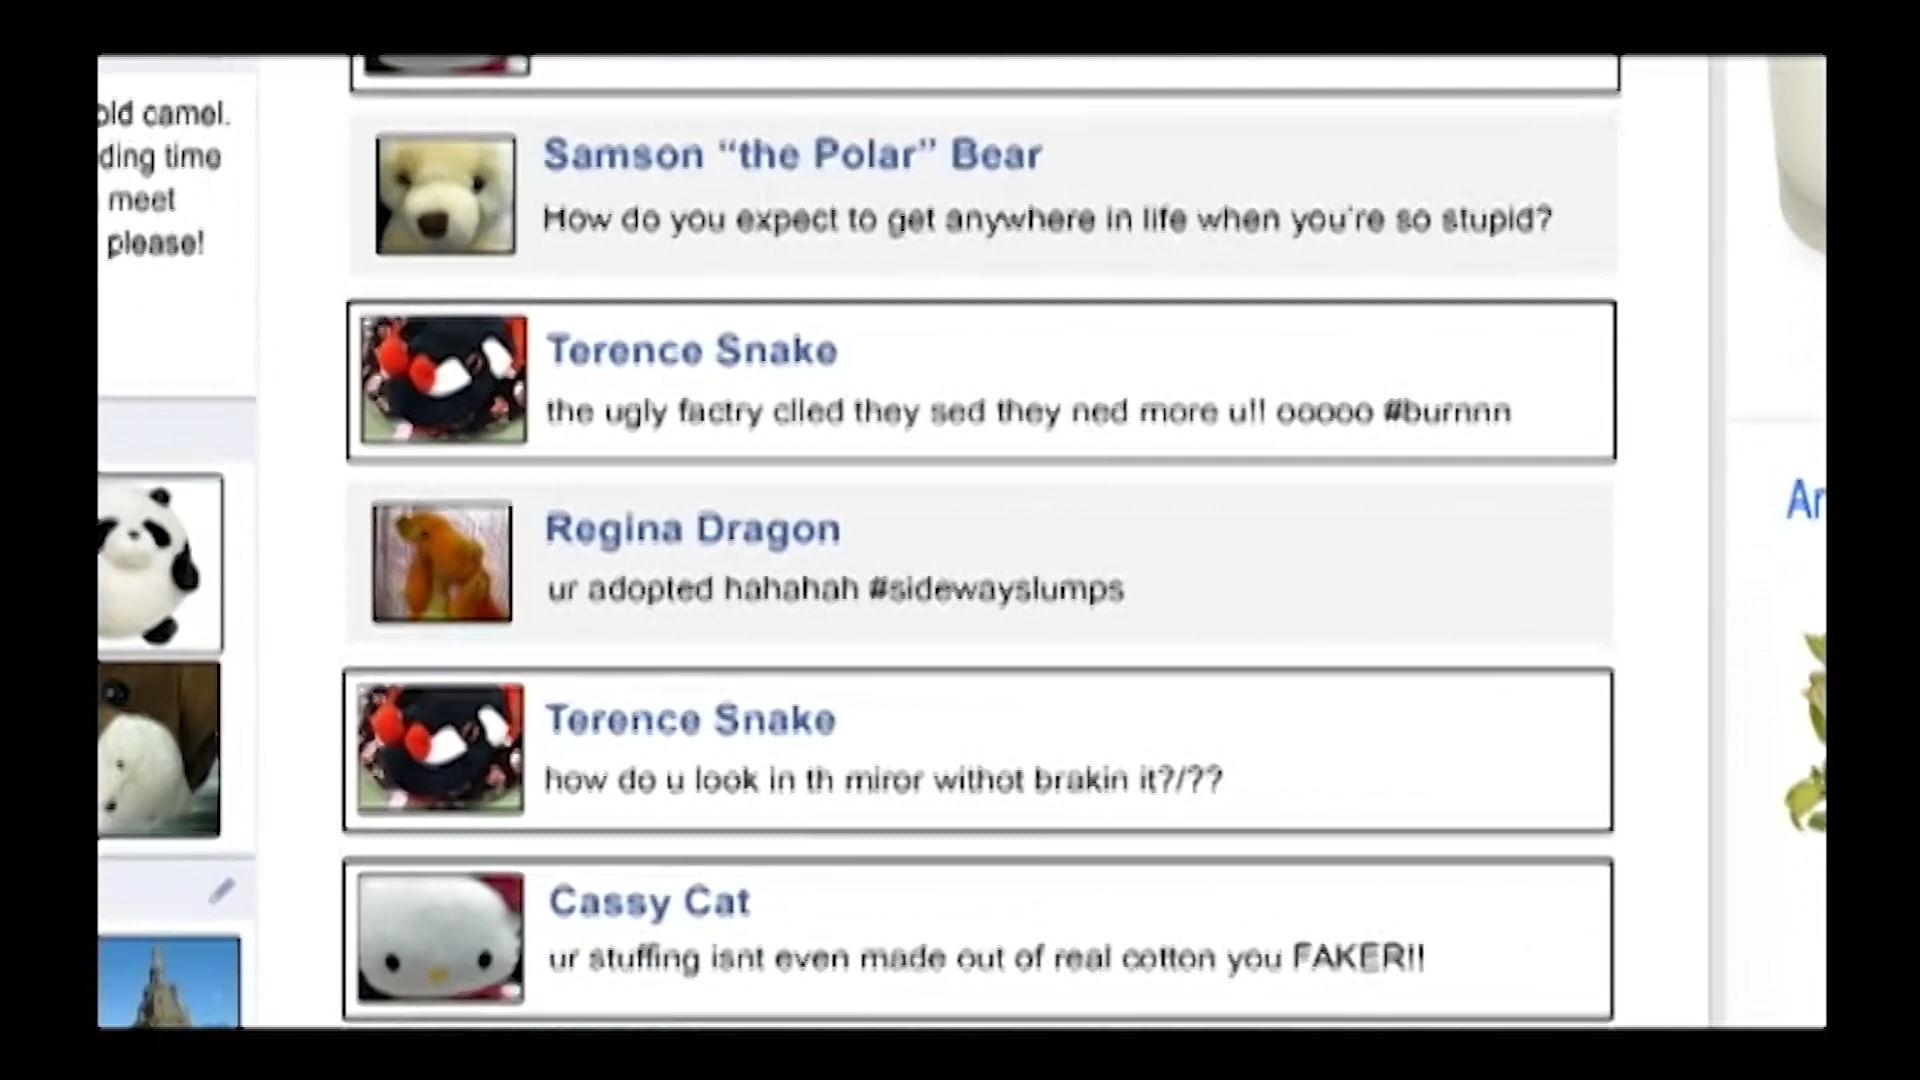 old camel.
ding time
meet
please!
Samson “the Polar” Bear
How do you expect to get anywhere in life when you're so stupid?
Terence Snake
the ugly factry clled they sed they ned more u!! ooooo #burnnn
Regina Dragon
ur adopted hahahah #sidewayslumps
Terence Snake
how do u look in th miror withot brakin it?/??
Cassy Cat
ur stuffing isnt even made out of real cotton you FAKER!!